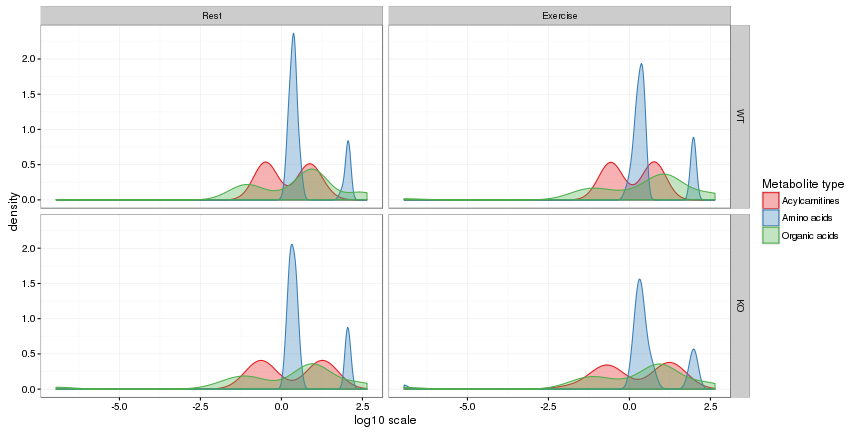 Rest Exercise
2.0
1.5
1.0
0.5
0.0
WT
2.0
1.5
1.0
0.5
0.0
KO
density
-5.0 -2.5 0.0 2.5 -5.0 -2.5 0.0 2.5
log10 scale
Metabolite type
Acylcarnitines
Amino acids
Organic acids